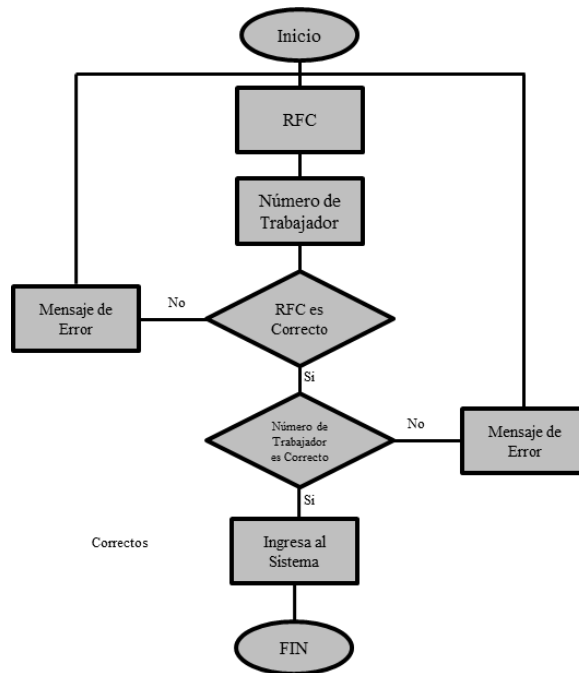 Inicio
RFC
Número de
Trabajador
Mensaje de
Error
No
RFC es
Correcto
Si
Número de
Trabajador
es Correcto
No
Mensaje de
Error
Si
Correctos
Ingresa al
Sistema
FIN